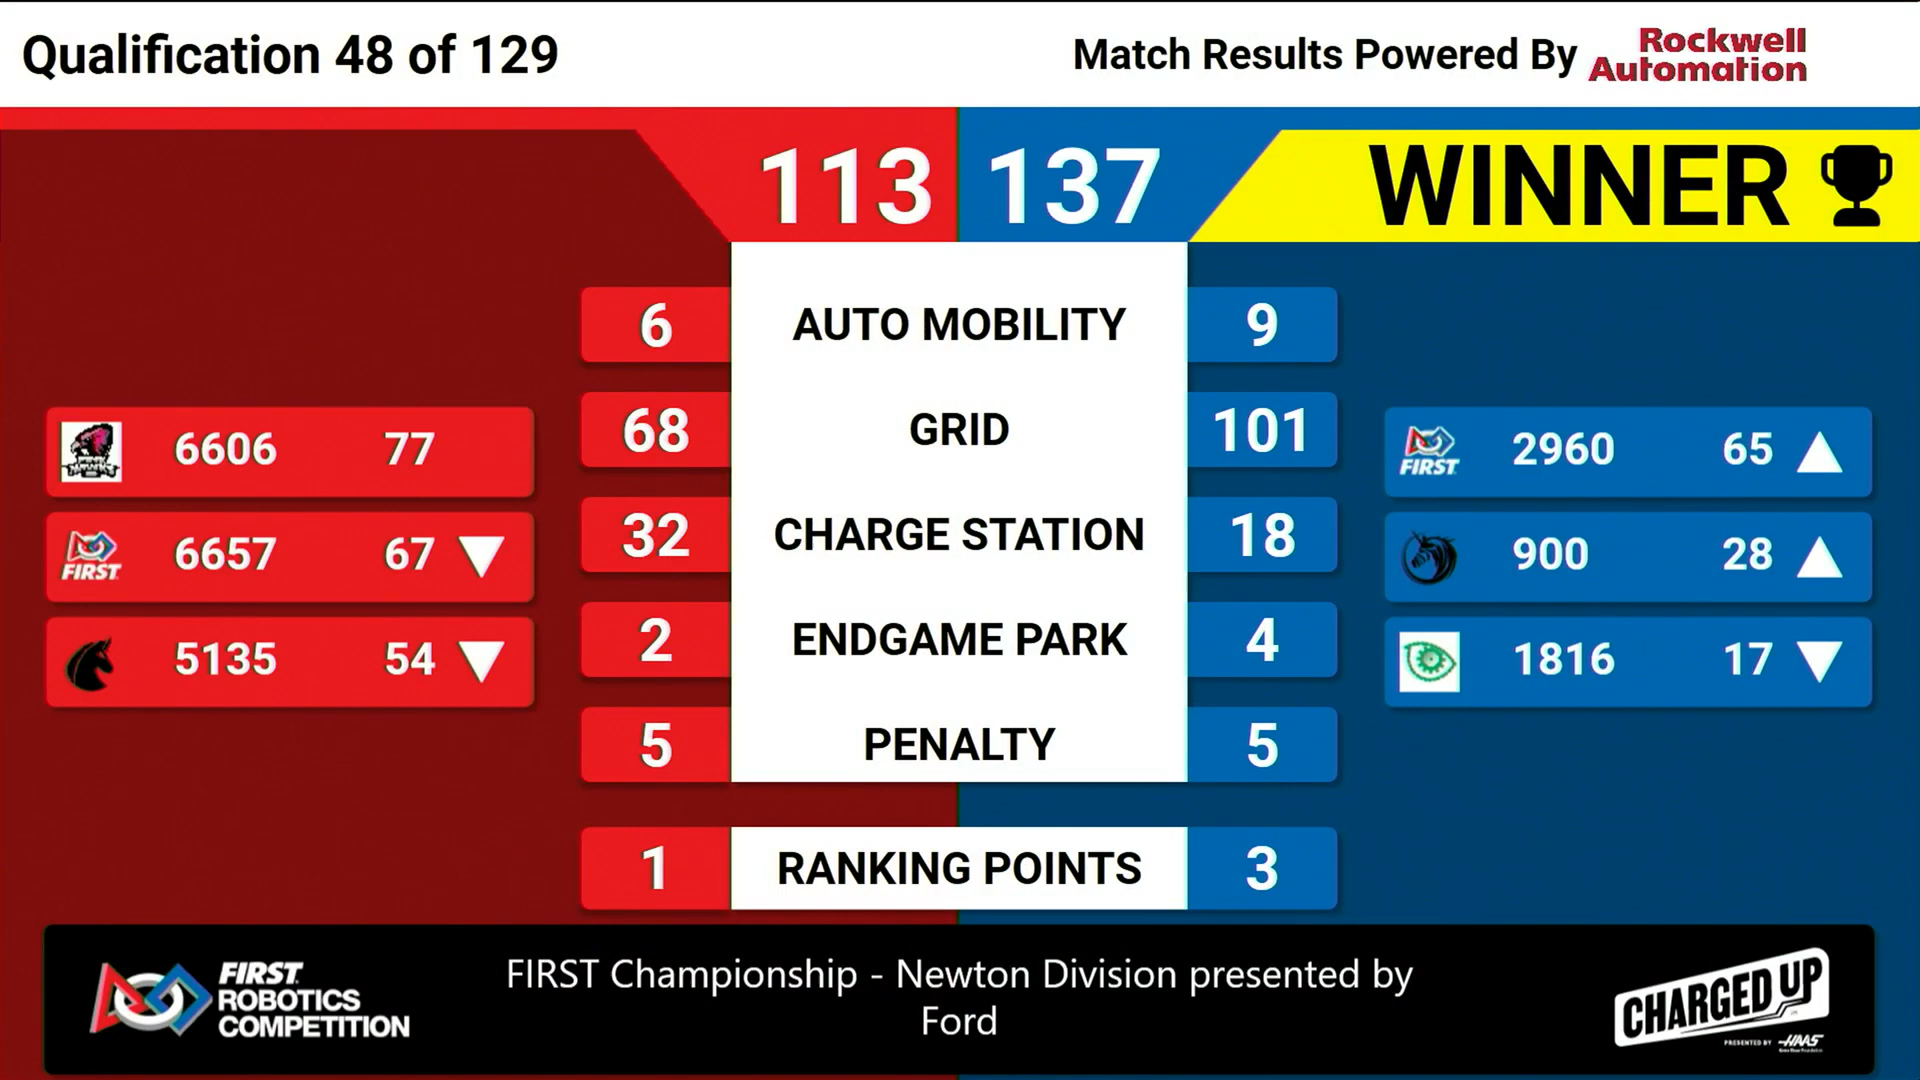 Qualification 48 of 129
Match Results Powered By
Rockwell
Automation
113 137 WINNER
6 AUTO MOBILITY 9
68 GRID 101
32 CHARGE STATION 18
2 ENDGAME PARK 4
5 PENALTY 5
1 RANKING POINTS 3
6606 77
FIRST 6657 67
5135 54
FIRST 2960 65
900 28
1816 17
FIRST
ROBOTICS
COMPETITION
FIRST Championship - Newton Division presented by
Ford
CHARGED UP
PRESENTED BY HAAS